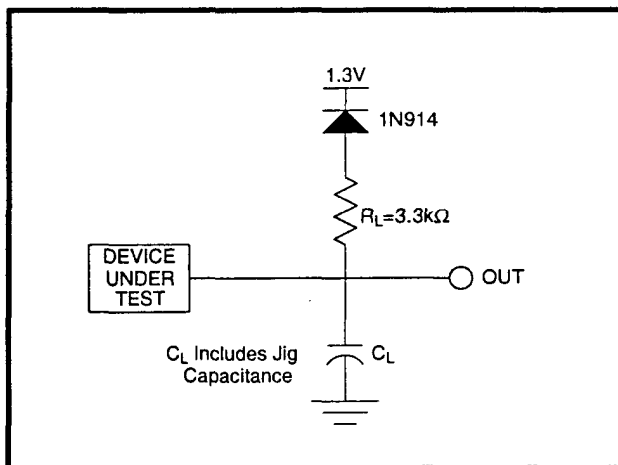 1.3V
1N914
R_L=3.3kΩ
DEVICE
UNDER
TEST
OUT
C_L Includes Jig
Capacitance
C_L